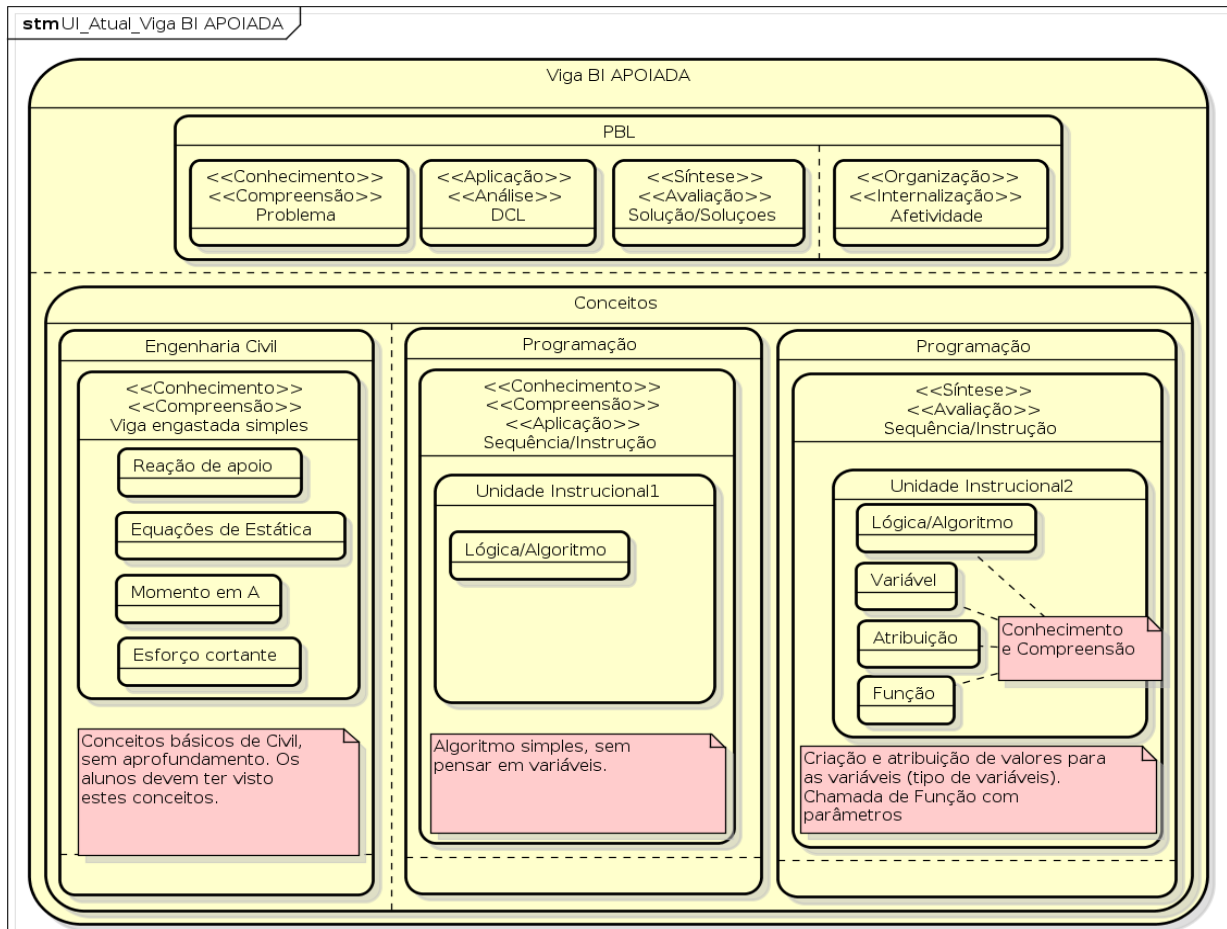 stm UI_Atual_Viga BI APOIADA
Viga BI APOIADA
PBL
<<Conhecimento>>
<<Compreensão>>
Problema
<<Aplicação>>
<<Análise>>
DCL
<<Síntese>>
<<Avaliação>>
Solução/Soluçoes
<<Organização>>
<<Internalização>>
Afetividade
Conceitos
Engenharia Civil
<<Conhecimento>>
<<Compreensão>>
Viga engastada simples
Reação de apoio
Equações de Estática
Momento em A
Esforço cortante
Conceitos básicos de Civil,
sem aprofundamento. Os
alunos devem ter visto
estes conceitos.
Programação
<<Conhecimento>>
<<Compreensão>>
<<Aplicação>>
Sequência/Instrução
Unidade Instrucional1
Lógica/Algoritmo
Algoritmo simples, sem
pensar em variáveis.
Programação
<<Síntese>>
<<Avaliação>>
Sequência/Instrução
Unidade Instrucional2
Lógica/Algoritmo
Variável
Atribuição
Função
Conhecimento
e Compreensão
Criação e atribuição de valores para
as variáveis (tipo de variáveis).
Chamada de Função com
parâmetros